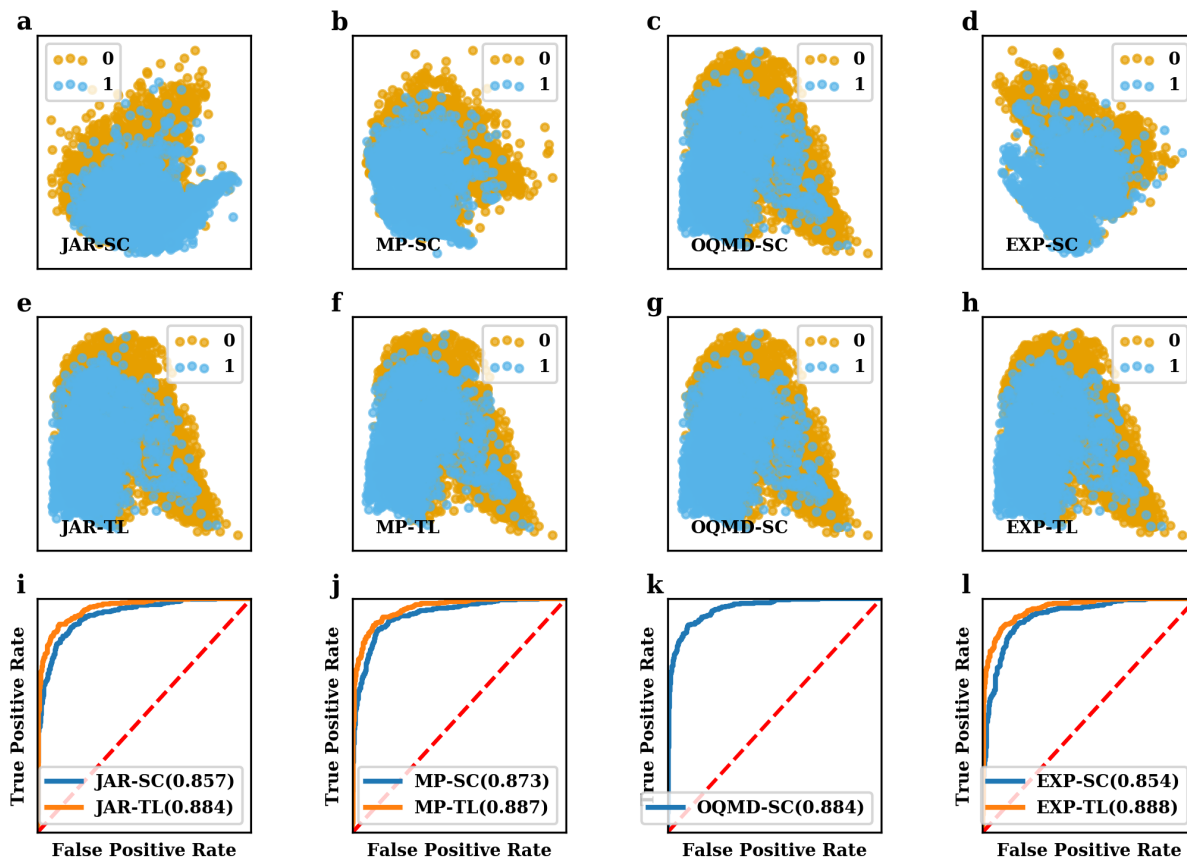 a
0
1
JAR-SC
b
0
1
MP-SC
c
0
1
OQMD-SC
d
0
1
EXP-SC
e
0
1
JAR-TL
f
0
1
MP-TL
g
0
1
OQMD-SC
h
0
1
EXP-TL
i
True Positive Rate
JAR-SC(0.857)
JAR-TL(0.884)
False Positive Rate
j
True Positive Rate
MP-SC(0.873)
MP-TL(0.887)
False Positive Rate
k
True Positive Rate
OQMD-SC(0.884)
False Positive Rate
l
True Positive Rate
EXP-SC(0.854)
EXP-TL(0.888)
False Positive Rate